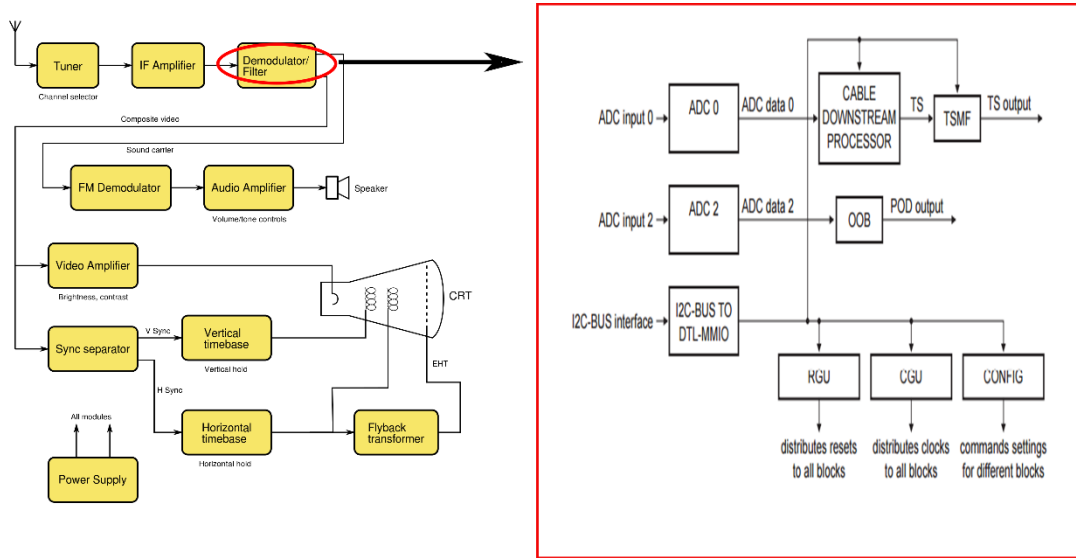 Tuner
Channel selector
IF Amplifier
Demodulator/
Filter
Composite video
Sound carrier
FM Demodulator
Audio Amplifier
Volume/tone controls
Speaker
Video Amplifier
Brightness, contrast
CRT
Sync separator
V Sync
Vertical
timebase
Vertical hold
EHT
H Sync
Horizontal
timebase
Horizontal hold
Flyback
transformer
All modules
Power Supply
ADC input 0
ADC 0
ADC data 0
CABLE
DOWNSTREAM
PROCESSOR
TS
TSMF
TS output
ADC input 2
ADC 2
ADC data 2
OOB
POD output
I2C-BUS interface
I2C-BUS TO
DTL-MMIO
RGU
CGU
CONFIG
distributes resets
to all blocks
distributes clocks
to all blocks
commands settings
for different blocks